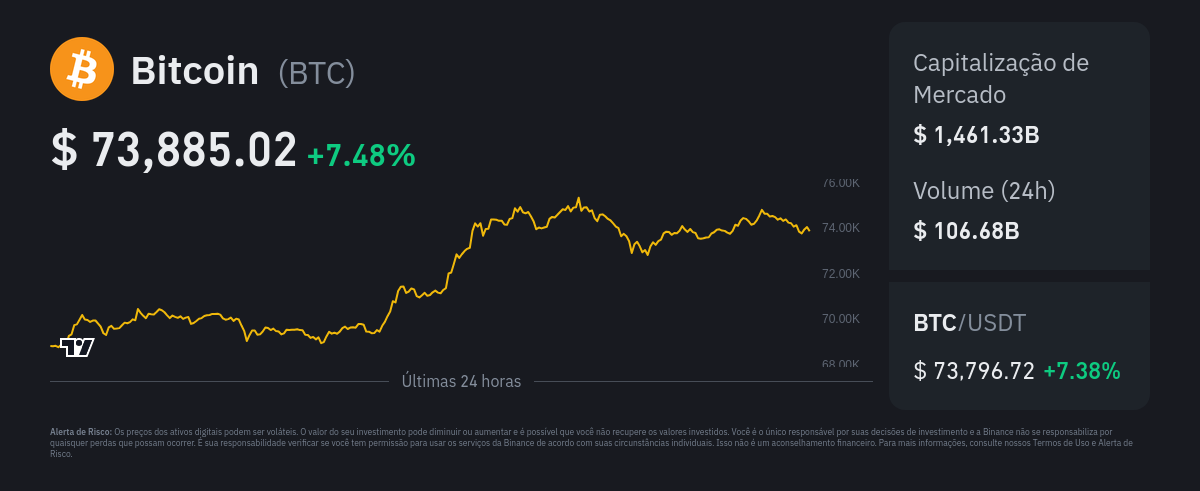 Bitcoin (BTC)
$ 73,885.02 +7.48%
76.00K
74.00K
72.00K
70.00K
68.00K
Últimas 24 horas
Capitalização de
Mercado
$ 1,461.33B
Volume (24h)
$ 106.68B
BTC/USDT
$ 73,796.72 +7.38%
Alerta de Risco: Os preços dos ativos digitais podem ser voláteis. O valor do seu investimento pode diminuir ou aumentar e é possível que você não recupere os valores investidos. Você é o único responsável por suas decisões de investimento e a Binance não se responsabiliza por
quaisquer perdas que possam ocorrer. É sua responsabilidade verificar se você tem permissão para usar os serviços da Binance de acordo com suas circunstâncias individuais. Isso não é um aconselhamento financeiro. Para mais informações, consulte nossos Termos de Uso e Alerta de
Risco.